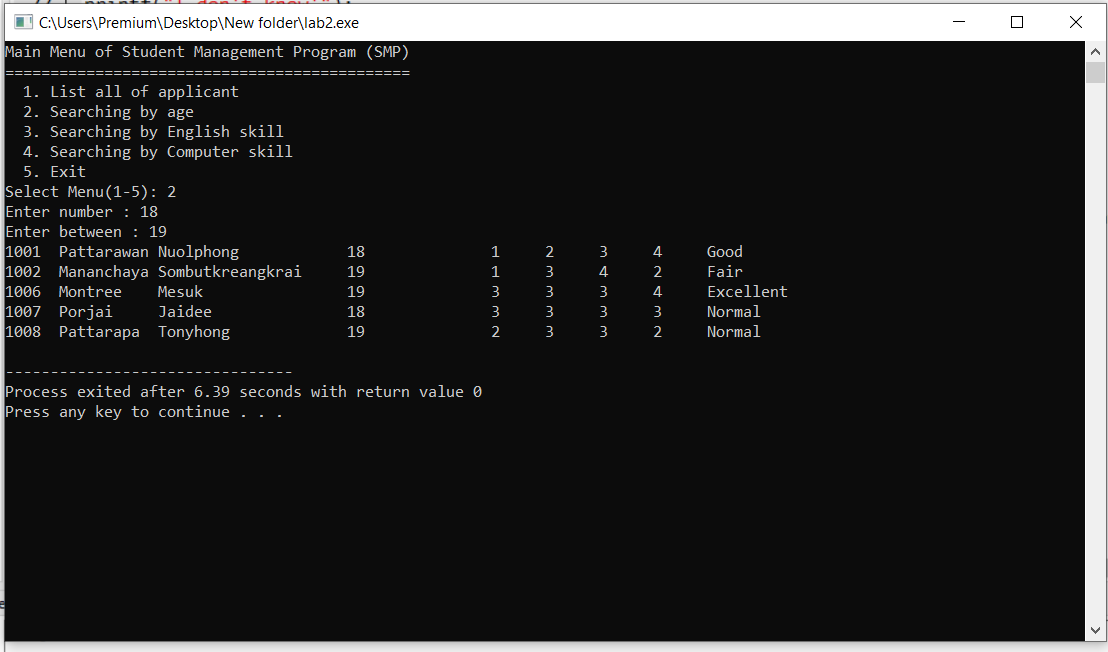 printf("I don't know'");
C:\Users\Premium\Desktop\New folder\lab2.exe
Main Menu of Student Management Program (SMP)
=============================================
  1. List all of applicant
  2. Searching by age
  3. Searching by English skill
  4. Searching by Computer skill
  5. Exit
Select Menu(1-5): 2
Enter number : 18
Enter between : 19
1001  Pattarawan Nuolphong            18              1     2     3     4     Good
1002  Mananchaya Sombutkreangkrai     19              1     3     4     2     Fair
1006  Montree    Mesuk                19              3     3     3     4     Excellent
1007  Porjai     Jaidee               18              3     3     3     3     Normal
1008  Pattarapa  Tonyhong             19              2     3     3     2     Normal
--------------------------------
Process exited after 6.39 seconds with return value 0
Press any key to continue . . .